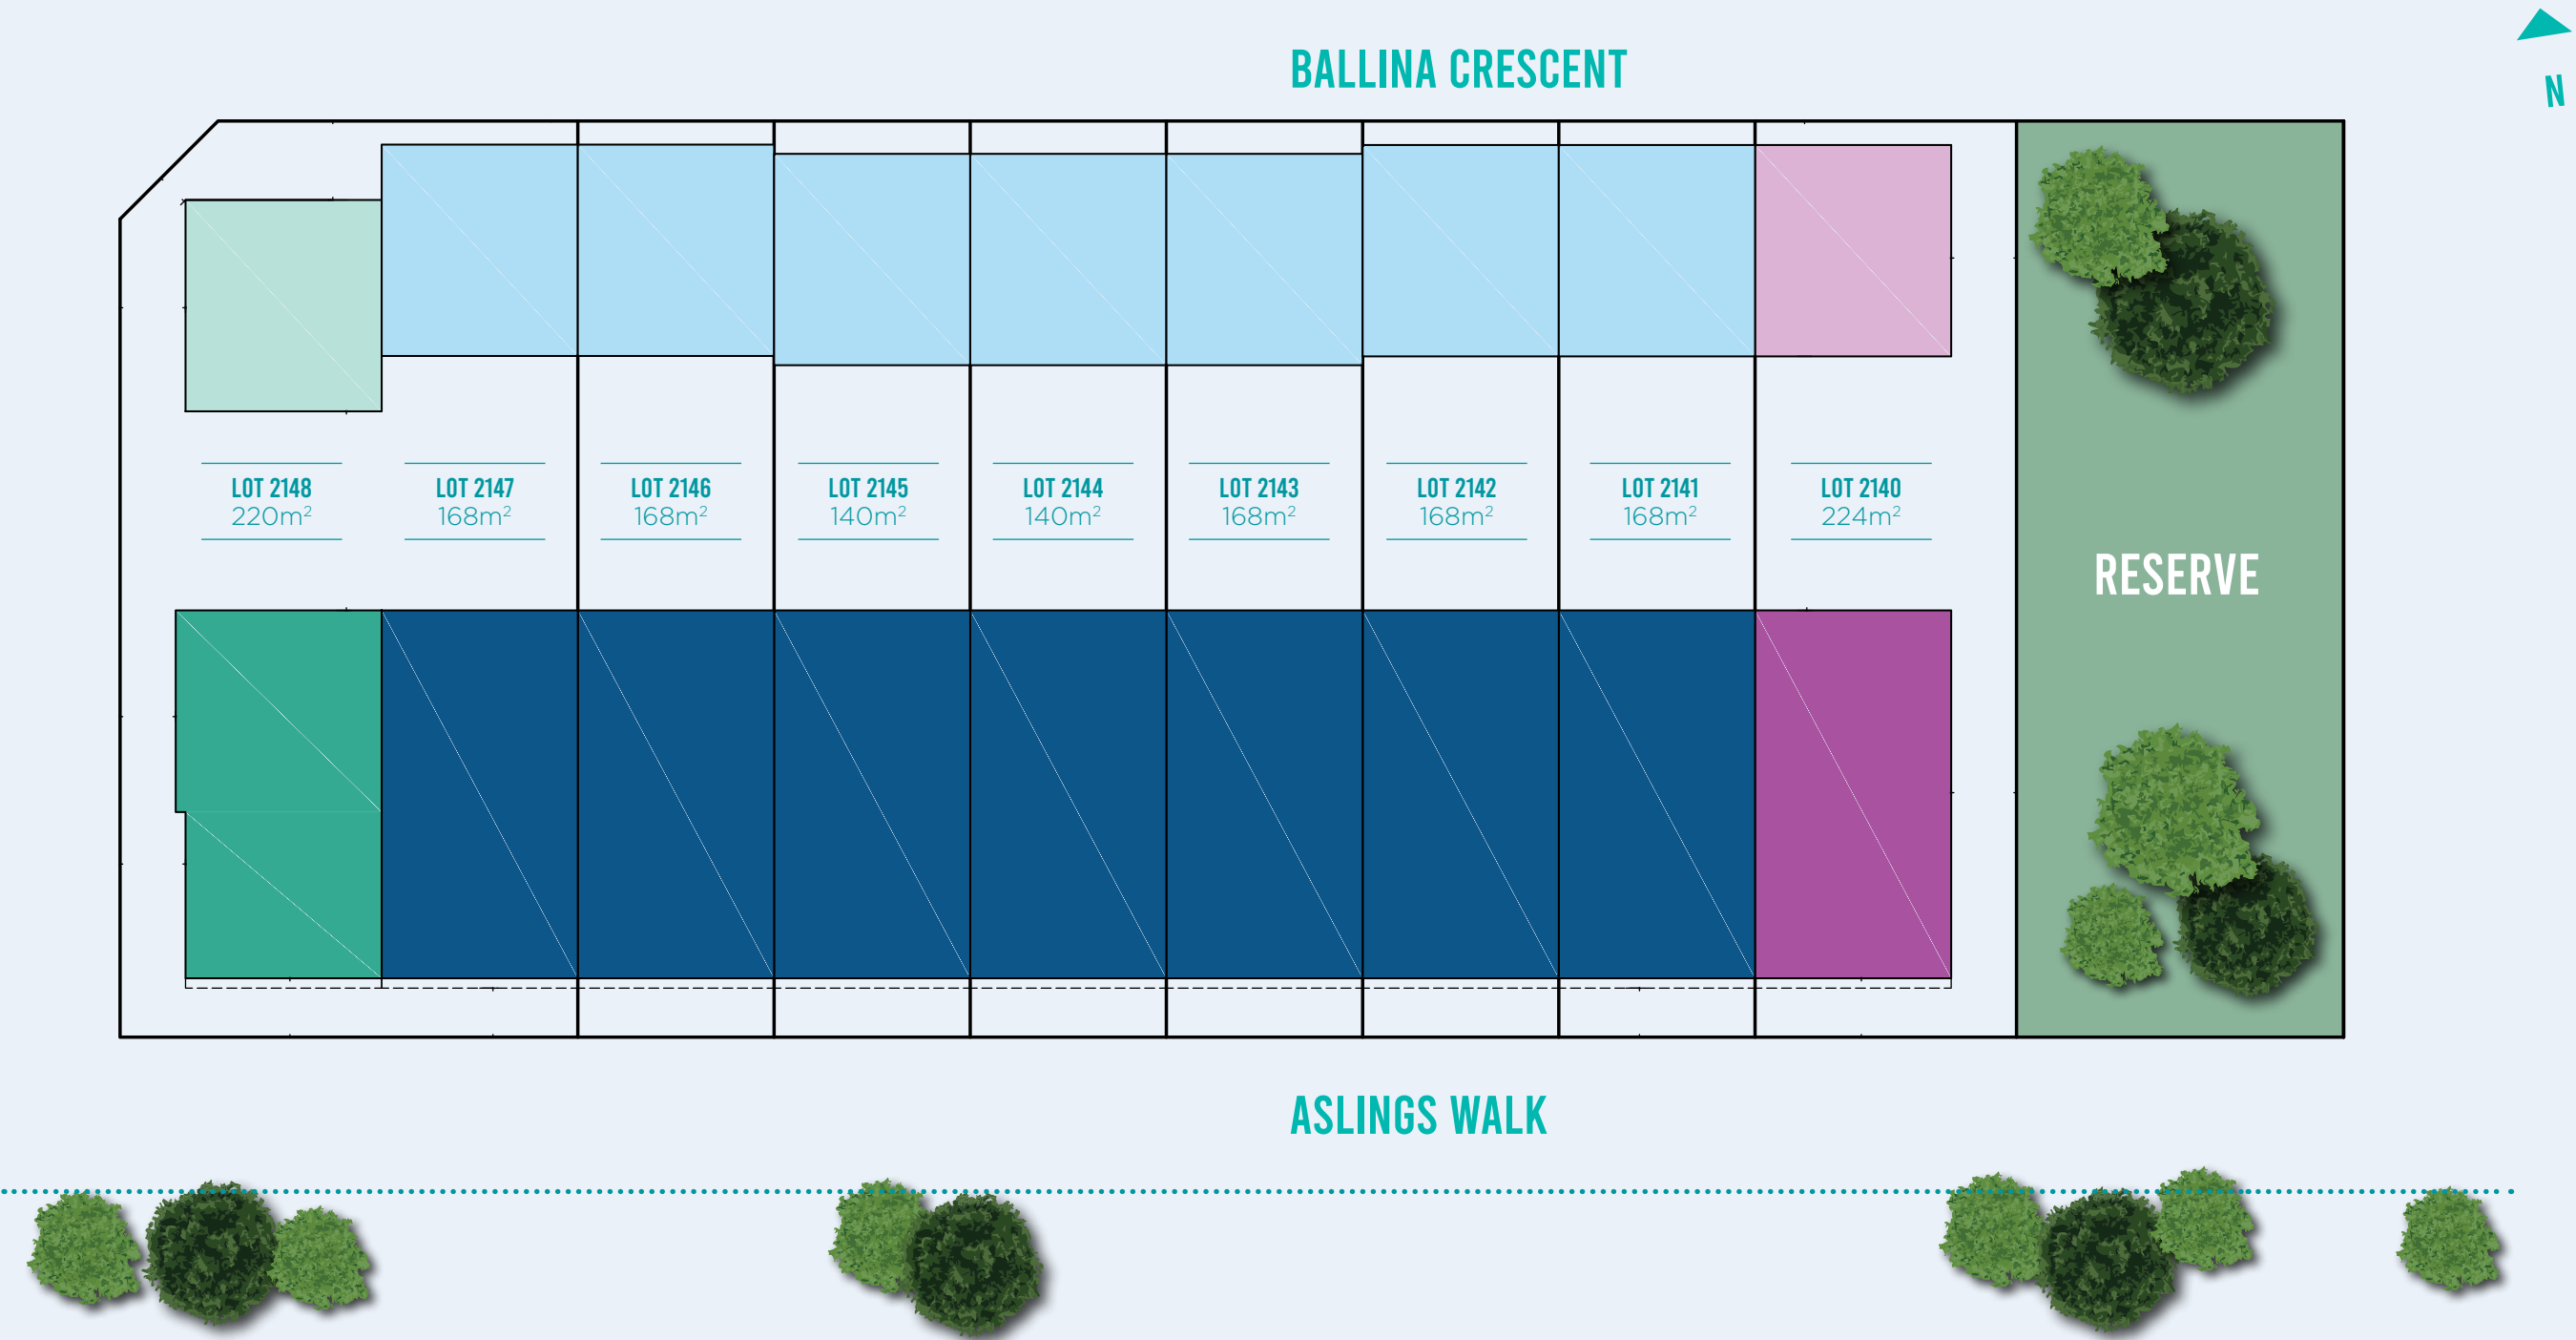 BALLINA CRESCENT
N
LOT 2148
220m²
LOT 2147
168m²
LOT 2146
168m²
LOT 2145
140m²
LOT 2144
140m²
LOT 2143
168m²
LOT 2142
168m²
LOT 2141
168m²
LOT 2140
224m²
RESERVE
ASLINGS WALK